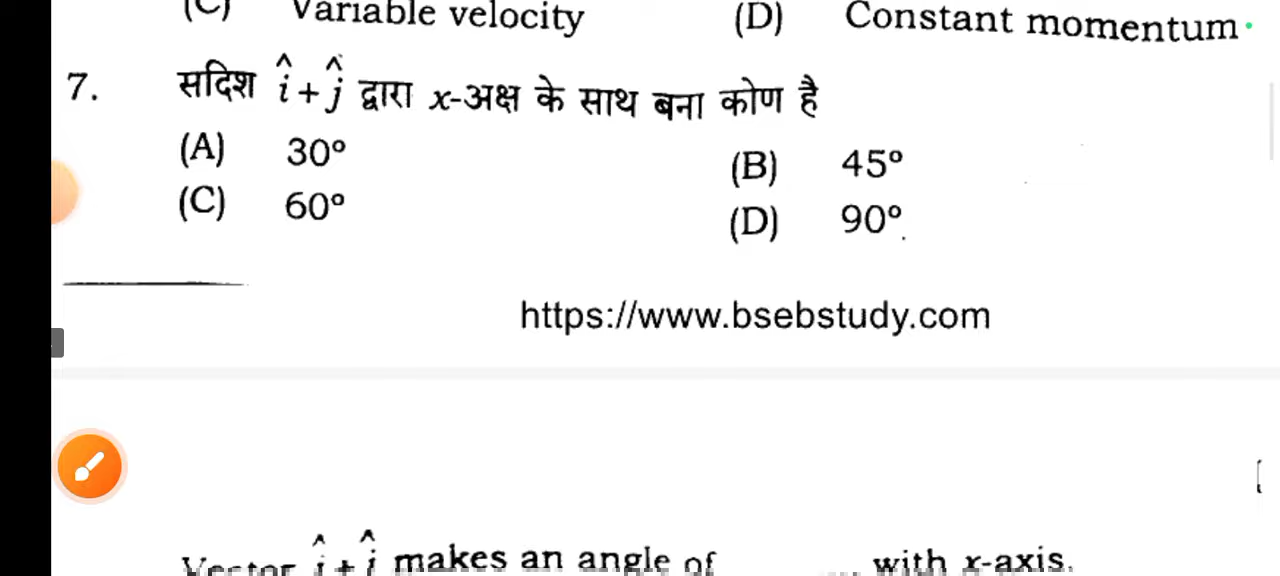 (C) Variable velocity (D) Constant momentum
7. सदिश î + ĵ द्वारा x-अक्ष के साथ बना कोण है
(A) 30° (B) 45°
(C) 60° (D) 90°
https://www.bsebstudy.com
Vector î + ĵ makes an angle of ........ with x-axis.